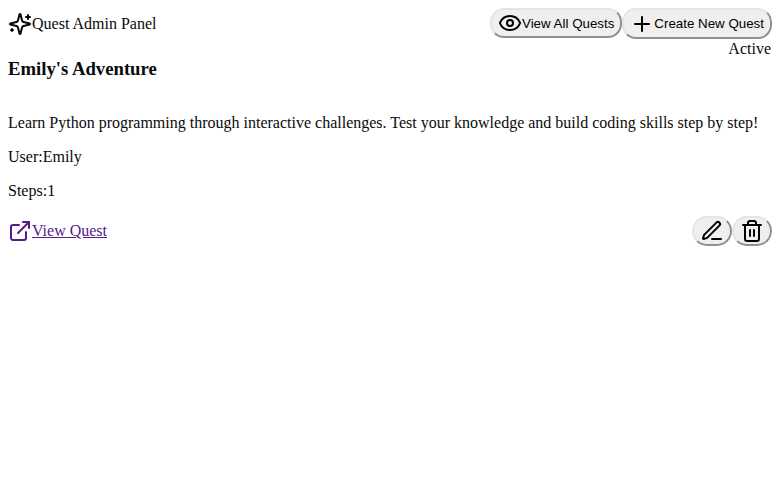 Quest Admin Panel View All Quests Create New Quest
Active
Emily's Adventure
Learn Python programming through interactive challenges. Test your knowledge and build coding skills step by step!
User:Emily
Steps:1
View Quest